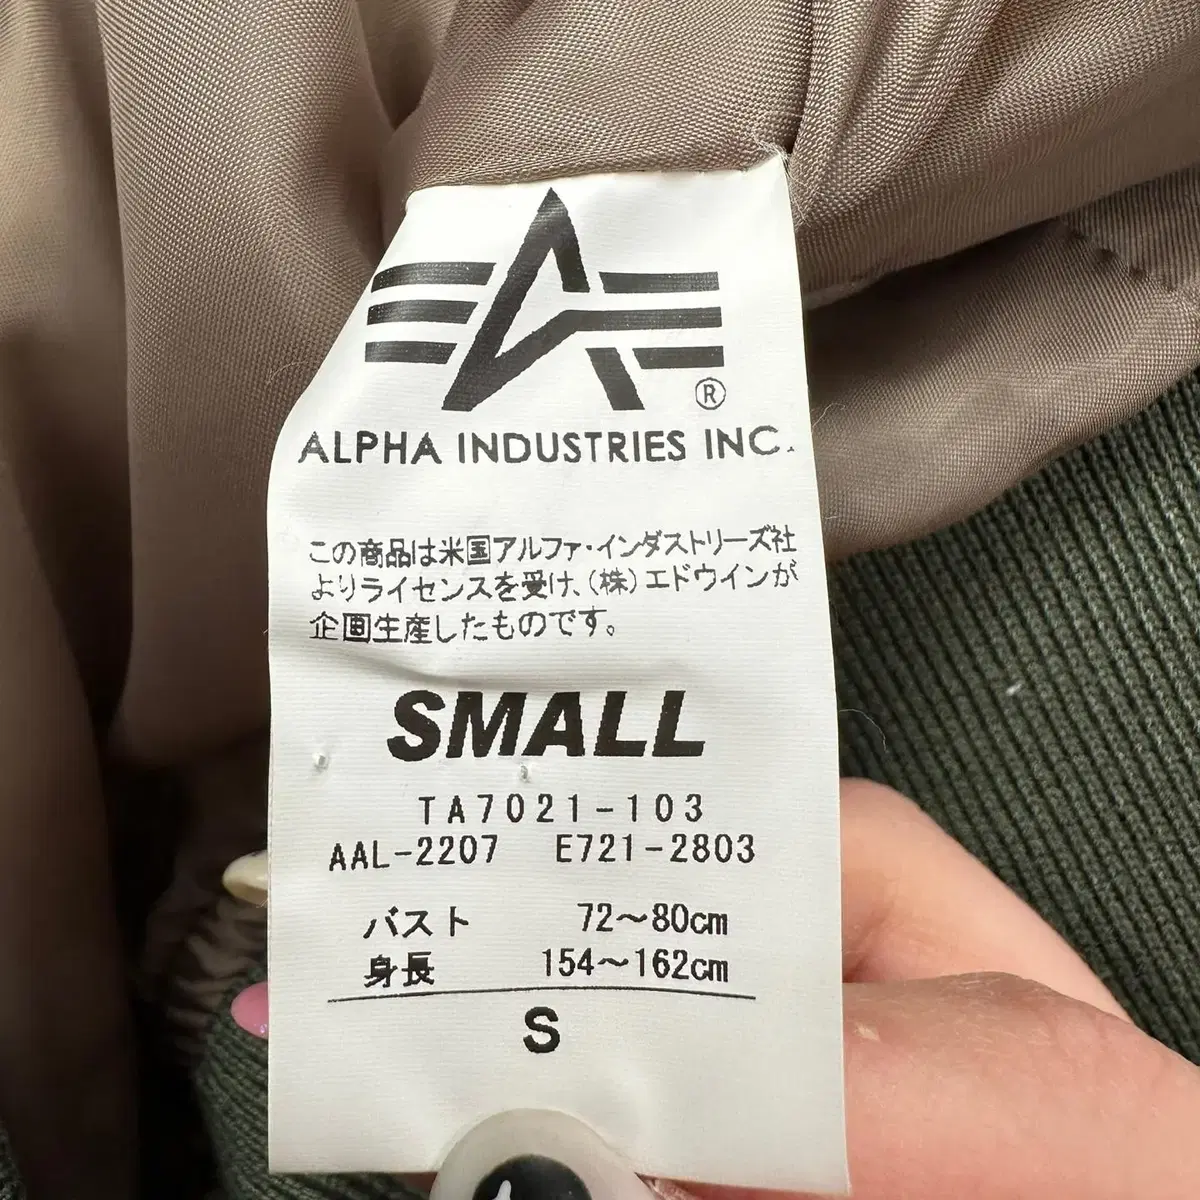 ®
ALPHA INDUSTRIES INC.
この商品は米国アルファ・インダストリーズ社
よりライセンスを受け、(株)エドウインが
企画生産したものです。
SMALL
TA7021-103
AAL-2207 E721-2803
バスト 72〜80cm
身長 154〜162cm
S